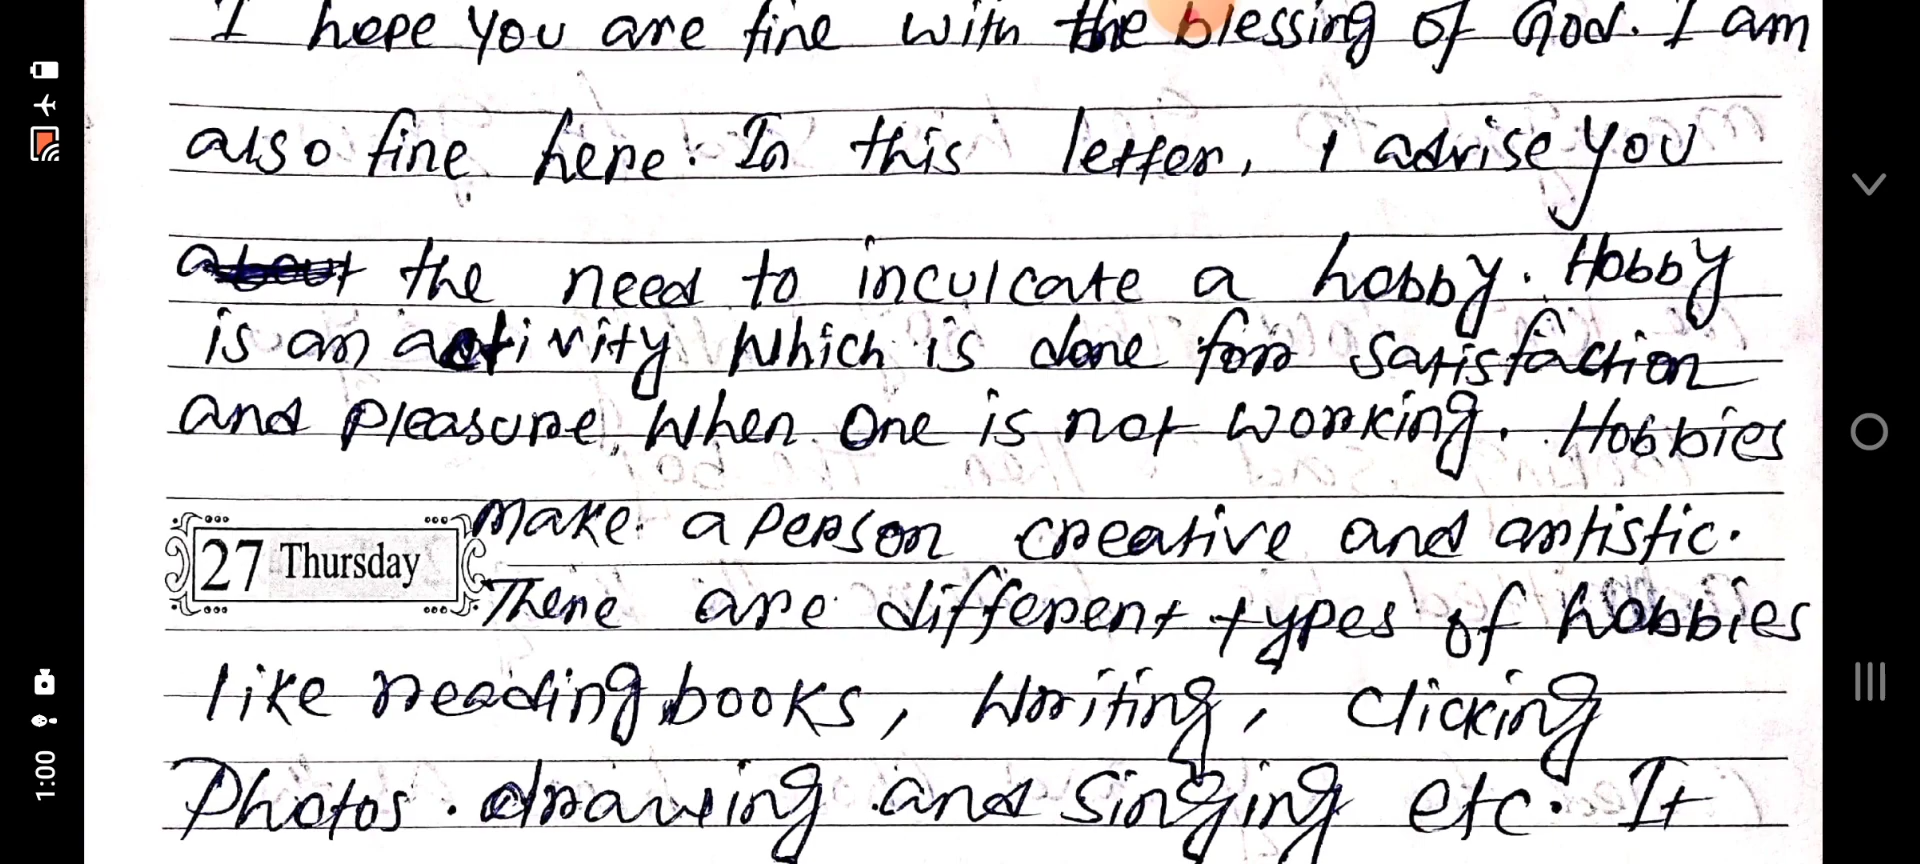 I hope you are fine with the blessing of God. I am
also fine here. In this letter, I advise you
about the need to inculcate a hobby. Hobby
is an activity which is done for satisfaction
and pleasure, when one is not working. Hobbies
make a person creative and artistic.
27 Thursday
There are different types of hobbies
like reading books, writing, clicking
Photos. drawing and singing etc. It
1:00